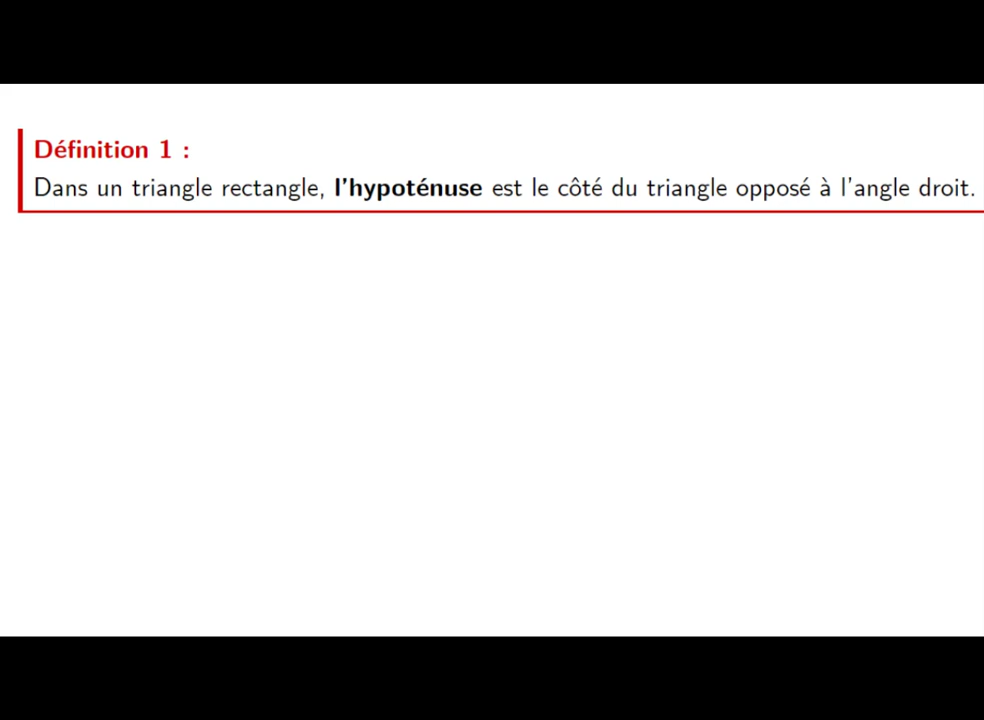 Définition 1 :
Dans un triangle rectangle, l'hypoténuse est le côté du triangle opposé à l'angle droit.